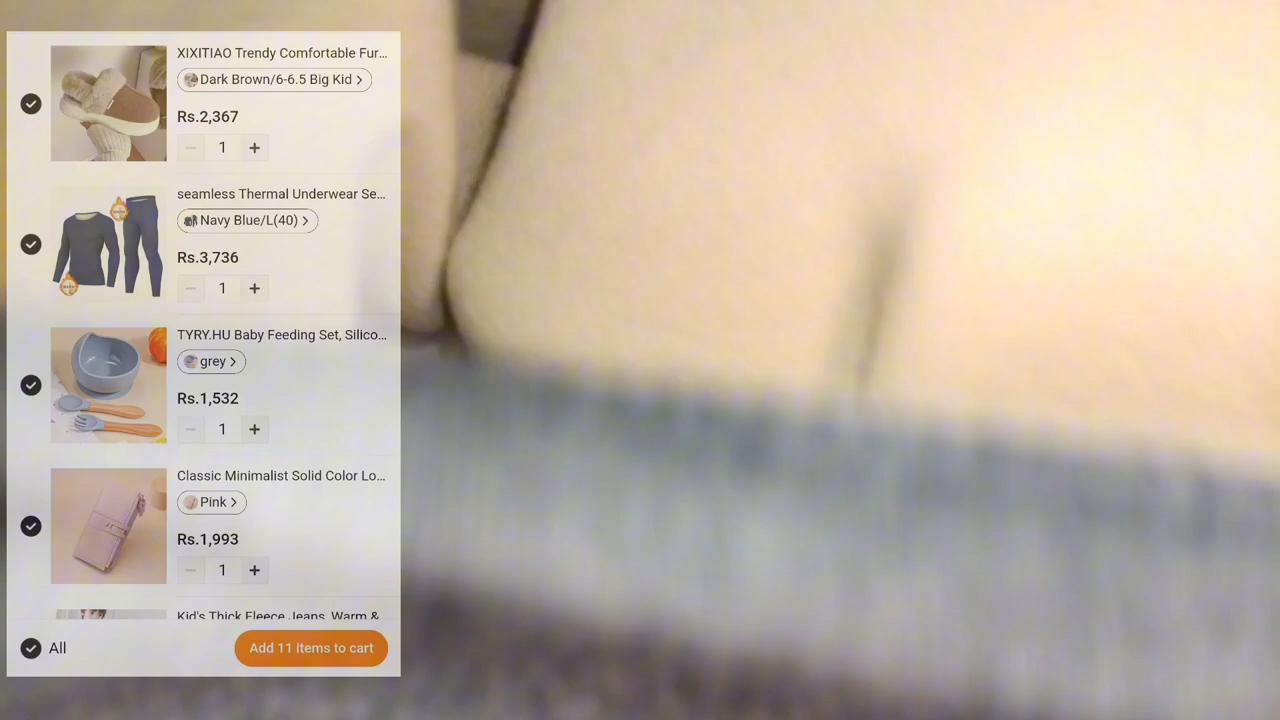 XIXITIAO Trendy Comfortable Fur...
Dark Brown/6-6.5 Big Kid
Rs.2,367
1
seamless Thermal Underwear Se...
Navy Blue/L(40)
Rs.3,736
1
TYRY.HU Baby Feeding Set, Silico...
grey
Rs.1,532
1
Classic Minimalist Solid Color Lo...
Pink
Rs.1,993
1
Kid's Thick Fleece Jeans, Warm &
All
Add 11 items to cart